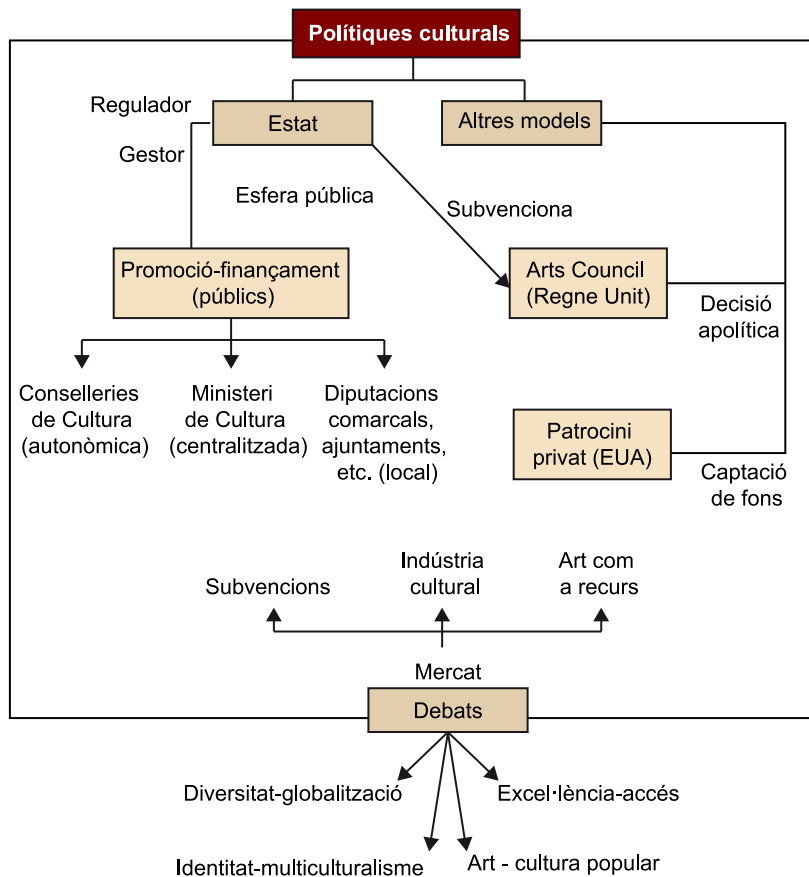 Polítiques culturals
Regulador
Estat
Altres models
Gestor
Esfera pública
Subvenciona
Promoció-finançament
(públics)
Arts Council
(Regne Unit)
Decisió
apolítica
Conselleries
de Cultura
(autonòmica)
Ministeri
de Cultura
(centralitzada)
Diputacions
comarcals,
ajuntaments,
etc. (local)
Patrocini
privat (EUA)
Captació
de fons
Subvencions
Indústria
cultural
Art com
a recurs
Mercat
Debats
Diversitat-globalització
Excel·lència-accés
Identitat-multiculturalisme
Art - cultura popular